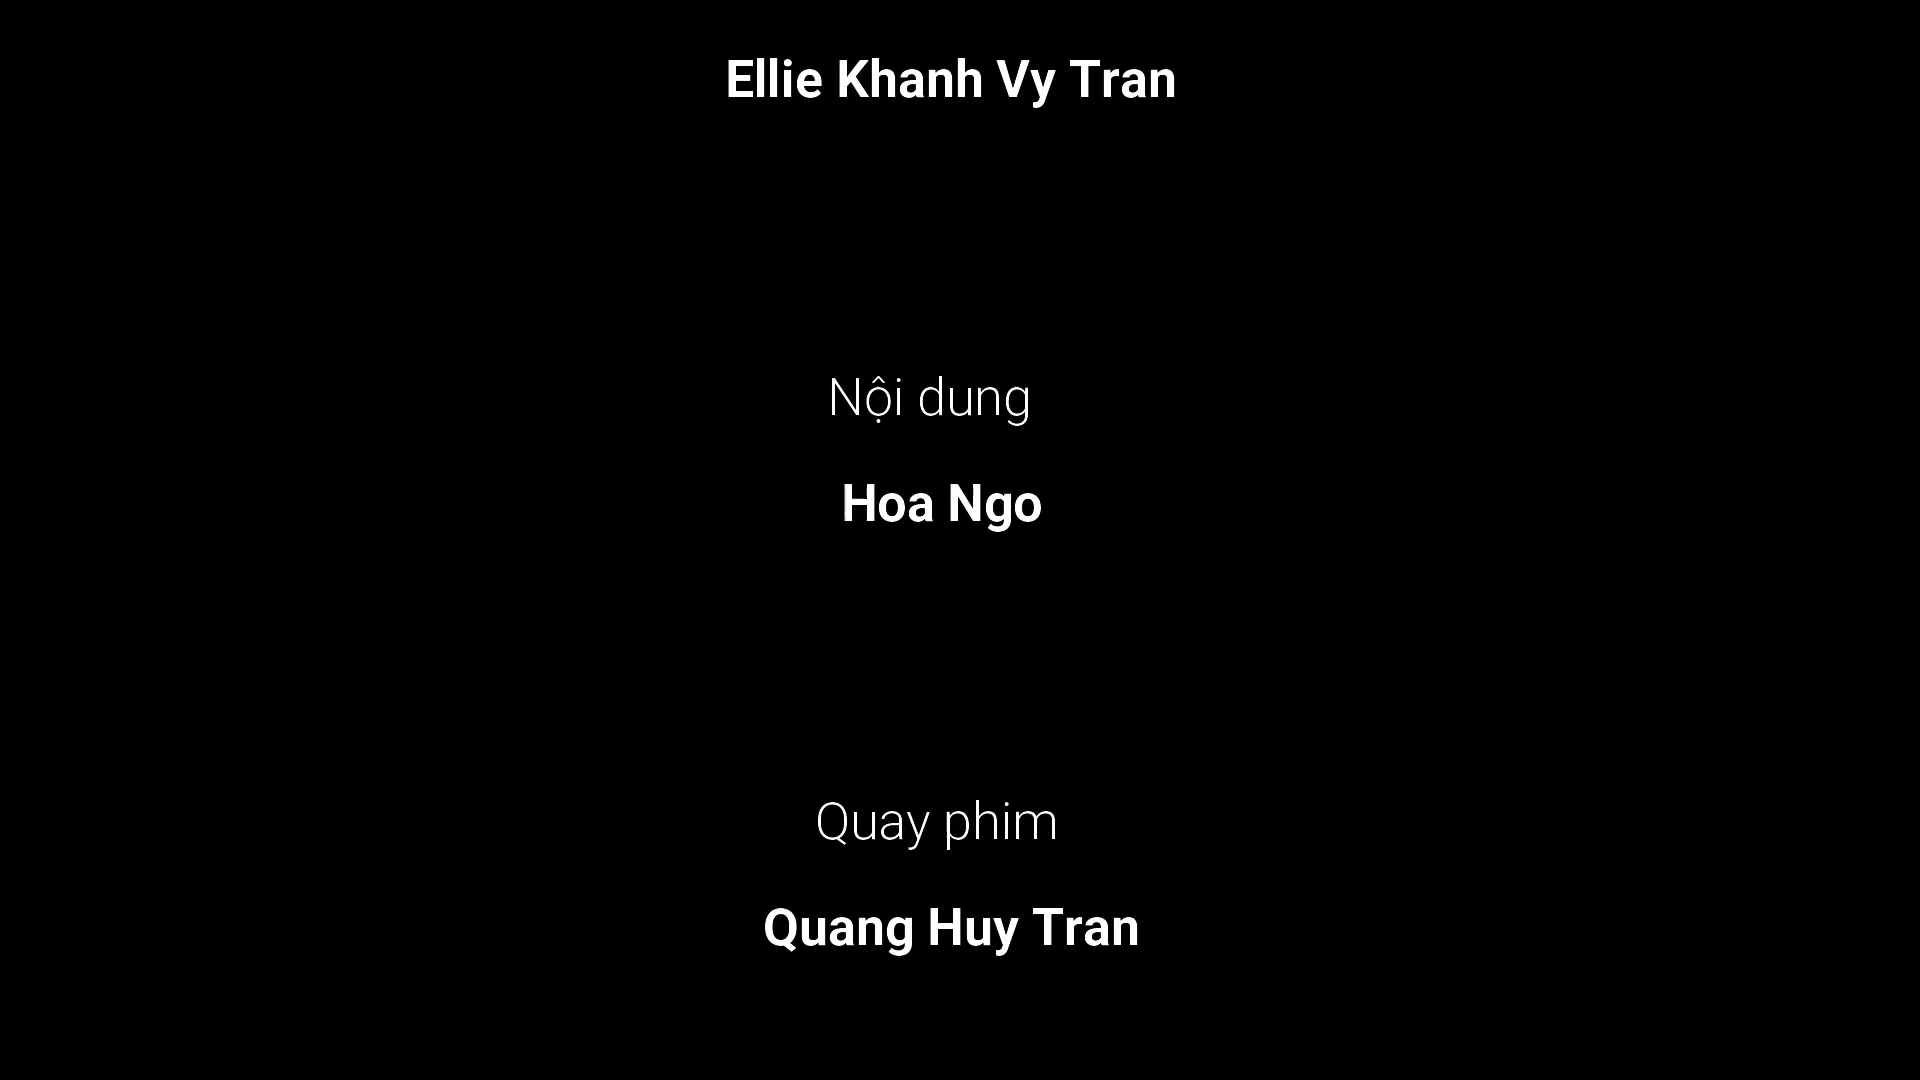 Ellie Khanh Vy Tran
Nội dung
Hoa Ngo
Quay phim
Quang Huy Tran